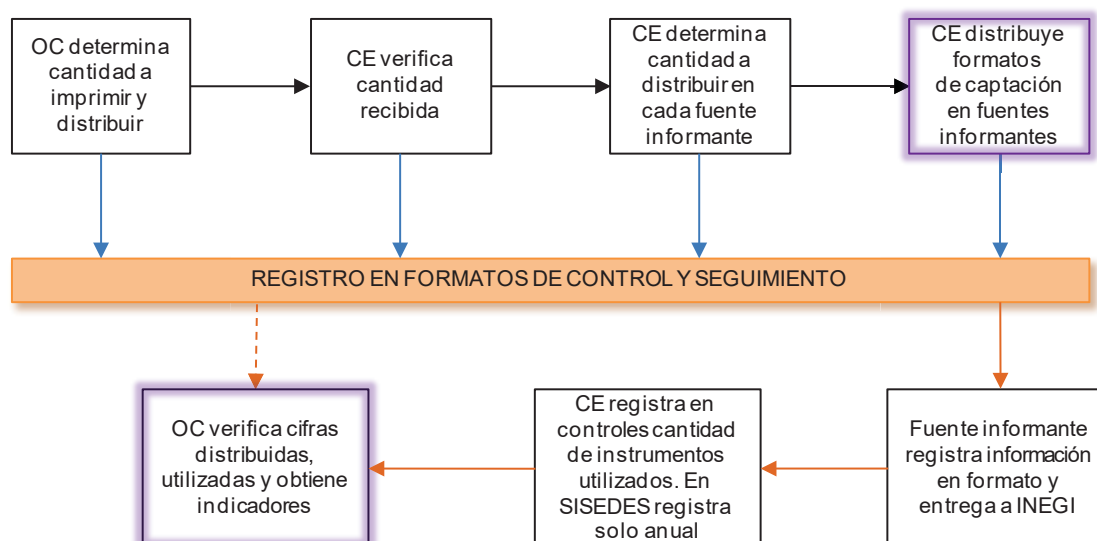 OC determina
cantidad a
imprimir y
distribuir
CE verifica
cantidad
recibida
CE determina
cantidad a
distribuir en
cada fuente
informante
CE distribuye
formatos
de captación
en fuentes
informantes
REGISTRO EN FORMATOS DE CONTROL Y SEGUIMIENTO
OC verifica cifras
distribuidas,
utilizadas y obtiene
indicadores
CE registra en
controles cantidad
de instrumentos
utilizados. En
SISEDES registra
solo anual
Fuente informante
registra información
en formato y
entrega a INEGI